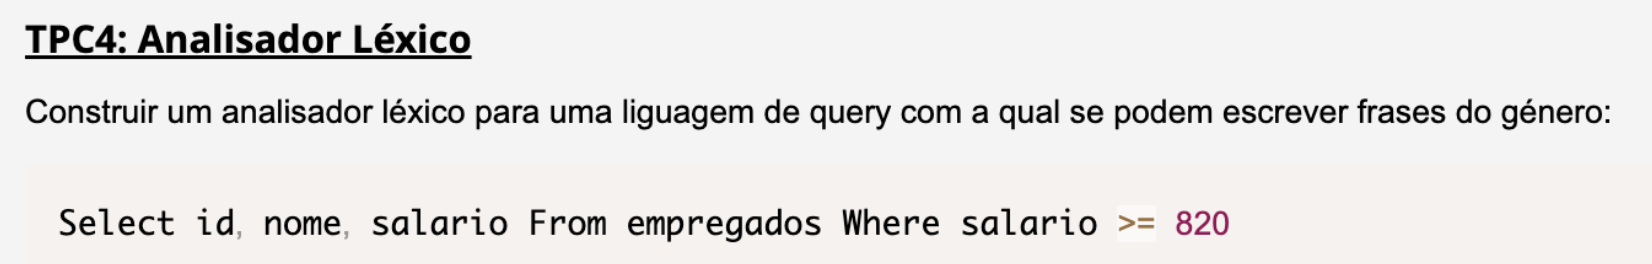 TPC4: Analisador Léxico
Construir um analisador léxico para uma liguagem de query com a qual se podem escrever frases do género:
Select id, nome, salario From empregados Where salario >= 820